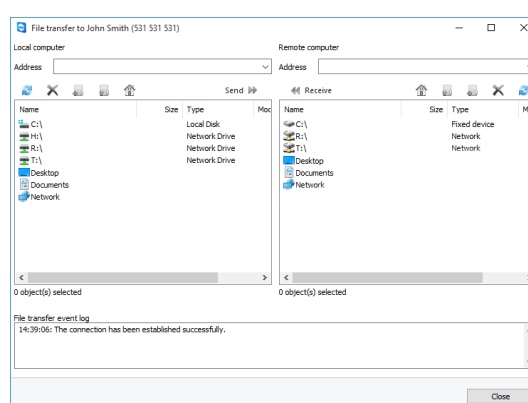 File transfer to John Smith (531 531 531)
Local computer
Remote computer
Address
Address
Send
Receive
Name Size Type Moc
C:\ Local Disk
H:\ Network Drive
R:\ Network Drive
T:\ Network Drive
Desktop
Documents
Network
Name Size Type M
C:\ Fixed device
R:\ Network
T:\ Network
Desktop
Documents
Network
0 object(s) selected
0 object(s) selected
File transfer event log
14:39:06: The connection has been established successfully.
Close